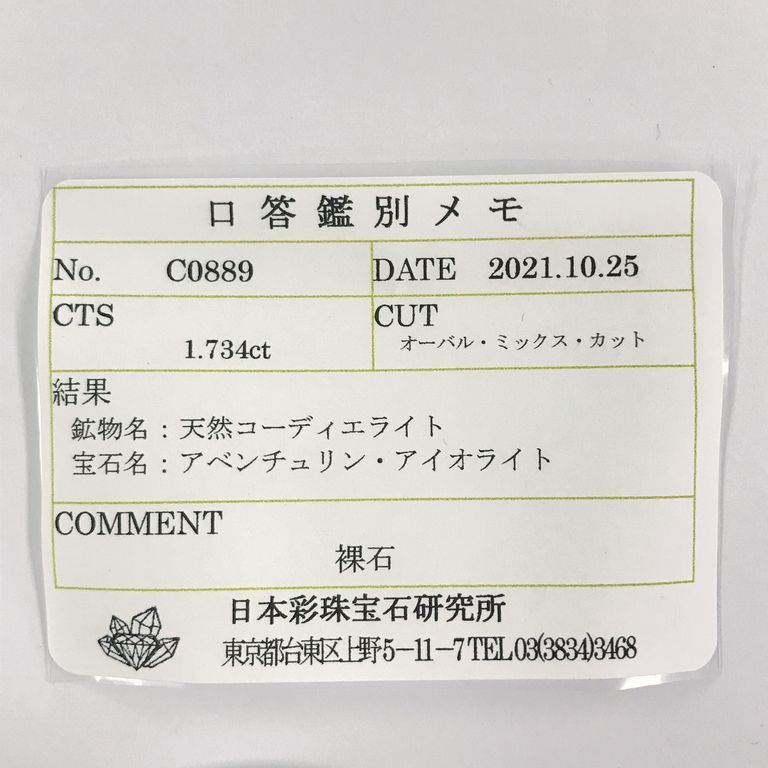 口答鑑別メモ
No. C0889
DATE 2021.10.25
CTS
1.734ct
CUT
オーバル・ミックス・カット
結果
鉱物名：天然コーディエライト
宝石名：アベンチュリン・アイオライト
COMMENT
裸石
日本彩珠宝石研究所
東京都台東区上野5－11－7 TEL 03(3834)3468